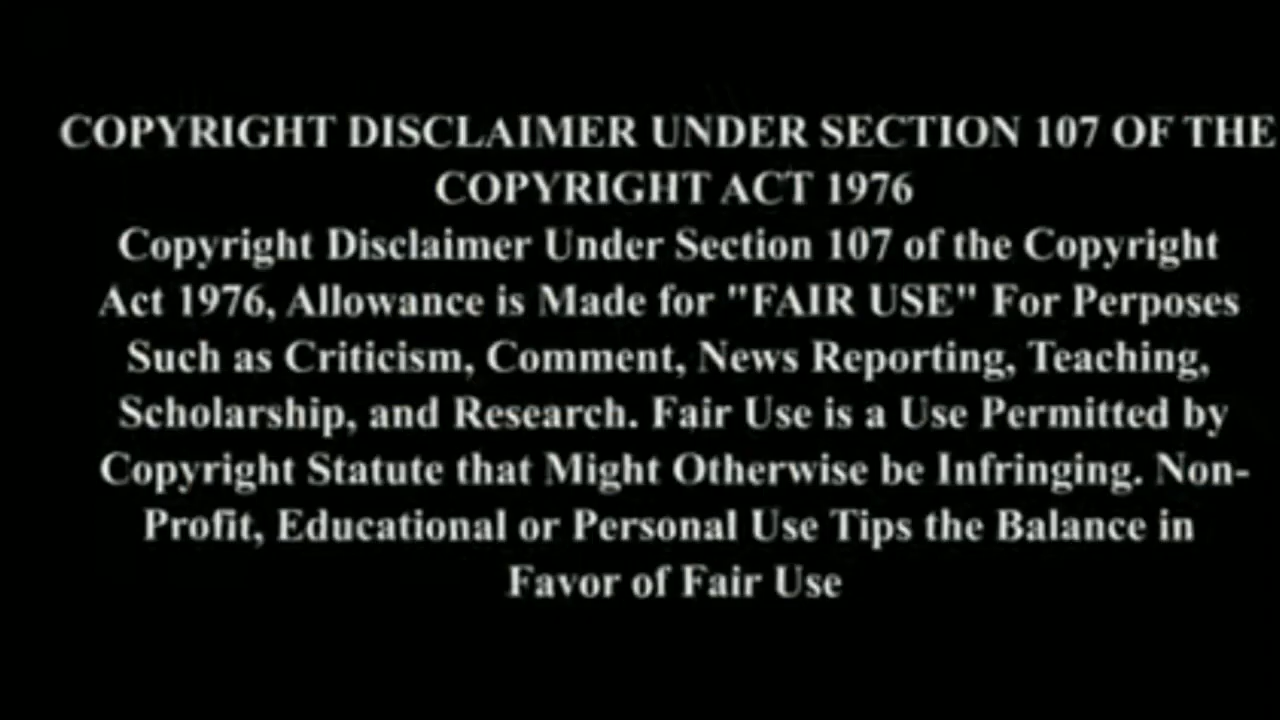 COPYRIGHT DISCLAIMER UNDER SECTION 107 OF THE
COPYRIGHT ACT 1976
Copyright Disclaimer Under Section 107 of the Copyright
Act 1976, Allowance is Made for "FAIR USE" For Perposes
Such as Criticism, Comment, News Reporting, Teaching,
Scholarship, and Research. Fair Use is a Use Permitted by
Copyright Statute that Might Otherwise be Infringing. Non-
Profit, Educational or Personal Use Tips the Balance in
Favor of Fair Use